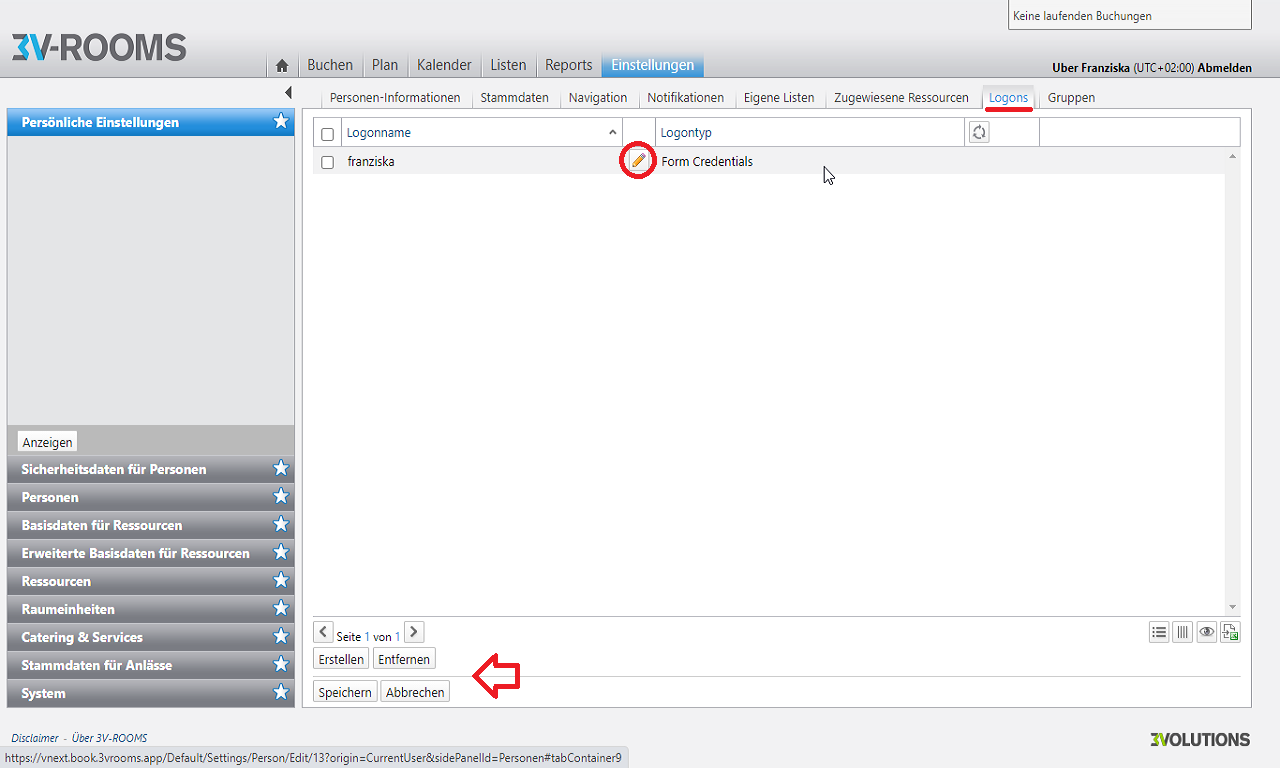 Keine laufenden Buchungen
3V-ROOMS
Buchen Plan Kalender Listen Reports Einstellungen
Uber Franziska (UTC+02:00) Abmelden
Personen-Informationen Stammdaten Navigation Notifikationen Eigene Listen Zugewiesene Ressourcen Logons Gruppen
Persönliche Einstellungen
Logonname Logontyp
franziska Form Credentials
Anzeigen
Sicherheitsdaten für Personen
Personen
Basisdaten für Ressourcen
Erweiterte Basisdaten für Ressourcen
Ressourcen
Raumeinheiten
Catering & Services
Stammdaten für Anlässe
System
Seite 1 von 1
Erstellen Entfernen
Speichern Abbrechen
Disclaimer - Über 3V-ROOMS
3VOLUTIONS
https://vnext.book.3vrooms.app/Default/Settings/Person/Edit/13?origin=CurrentUser&sidePanelId=Personen#tabContainer9